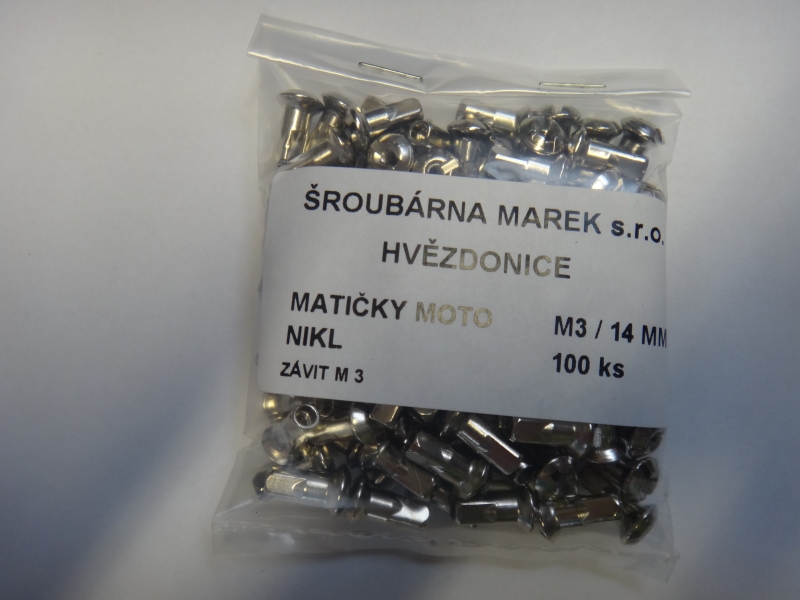 ŠROUBÁRNA MAREK s.r.o.
HVĚZDONICE
MATIČKY MOTO M3 / 14 MM
NIKL 100 ks
ZÁVIT M 3